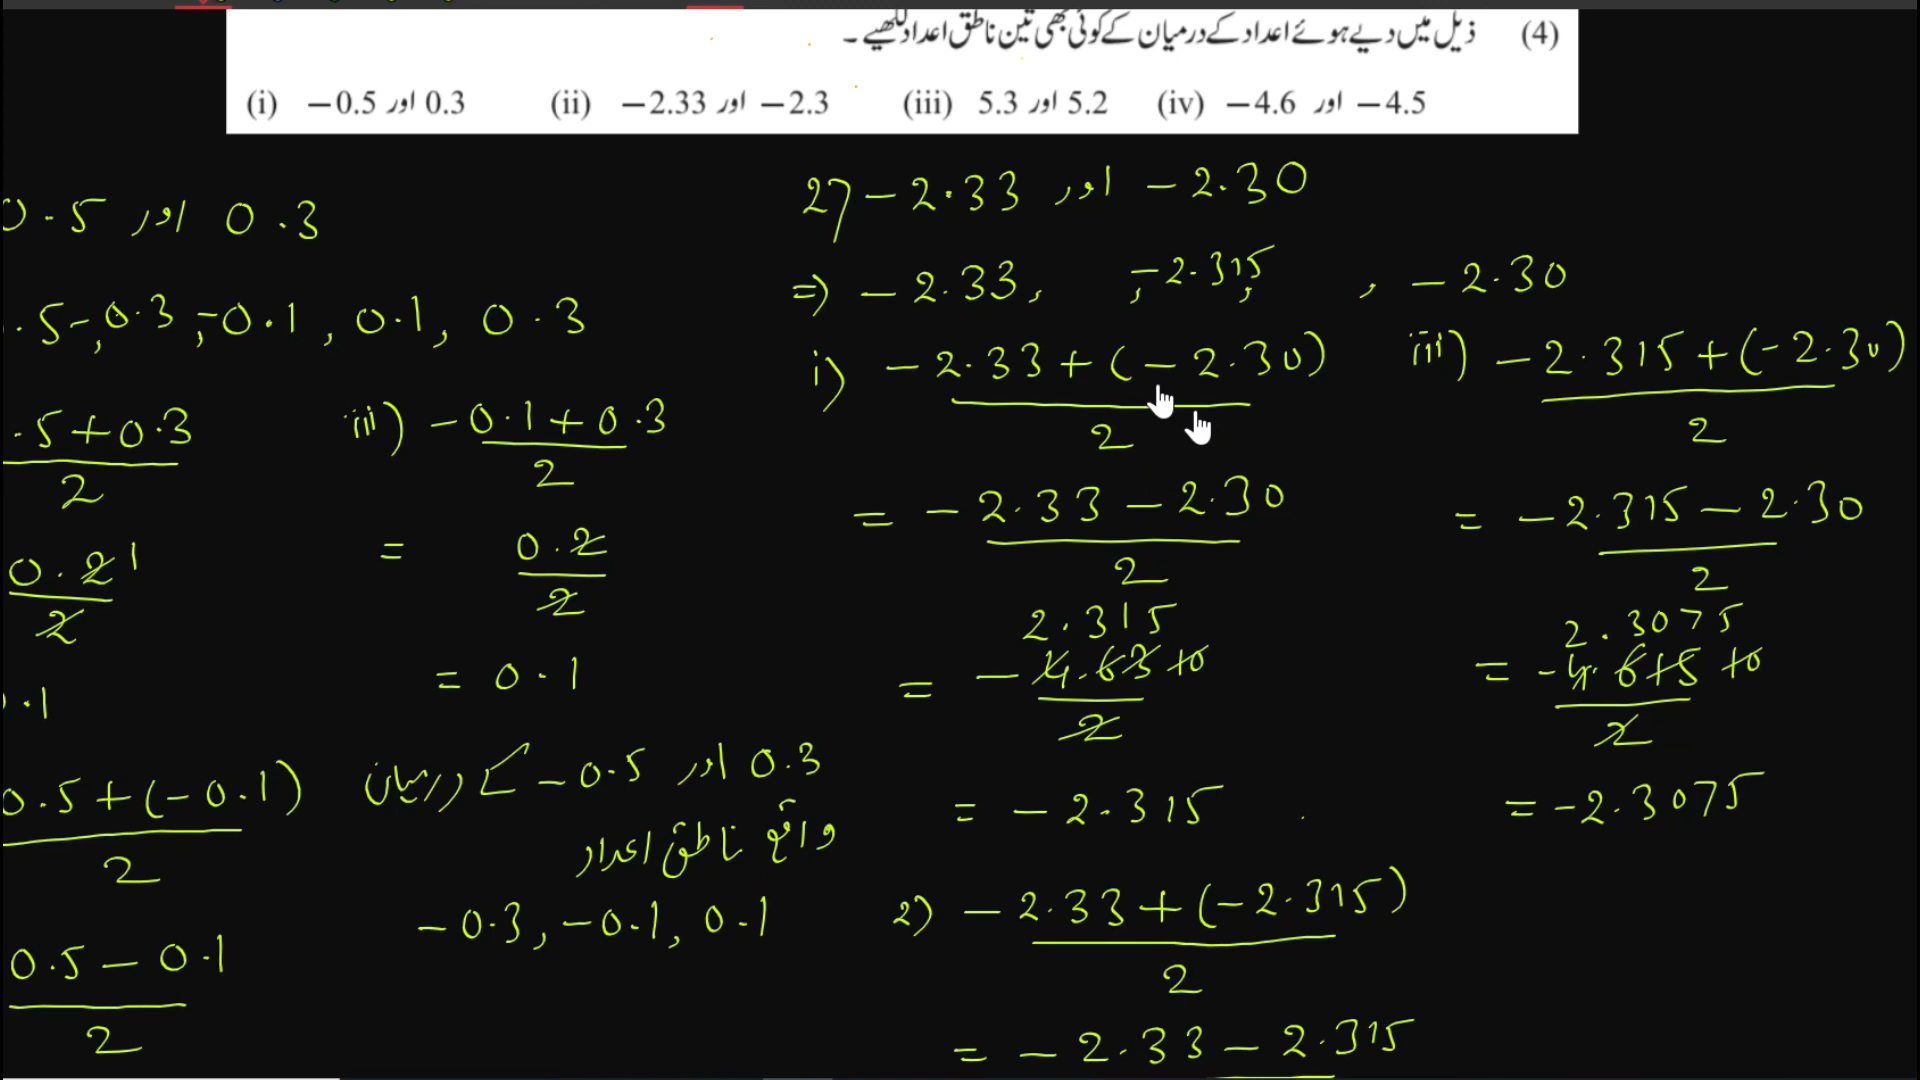 (4) ذیل میں دیے ہوئے اعداد کے درمیان کے کوئی بھی تین ناطق اعداد لکھیے ۔
(i) −0.5 اور 0.3 (ii) −2.33 اور −2.3 (iii) 5.3 اور 5.2 (iv) −4.6 اور −4.5
0.5 اور 0.3
.5, -0.3, -0.1, 0.1, 0.3
.5+0.3
2
0.2 1
2
.1
0.5+(-0.1)
2
0.5-0.1
2
iii) -0.1+0.3
2
= 0.2
2
= 0.1
-0.5 اور 0.3 کے درمیان
واقع ناطق اعداد
-0.3, -0.1, 0.1
2) -2.33 اور -2.30
=> -2.33, , -2.315, , -2.30
i) -2.33+(-2.30)
2
= -2.33-2.30
2
2.315
= -4.63 10
2
= -2.315
2) -2.33+(-2.315)
2
= -2.33-2.315
iii) -2.315+(-2.30)
2
= -2.315-2.30
2
2.3075
= -4.615 10
2
= -2.3075